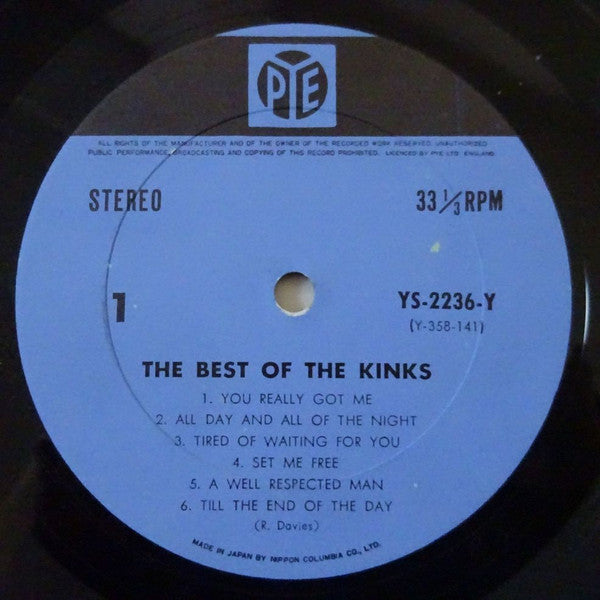 PYE
ALL RIGHTS OF THE MANUFACTURER AND OF THE OWNER OF THE RECORDED WORK RESERVED. UNAUTHORIZED
PUBLIC PERFORMANCE, BROADCASTING AND COPYING OF THIS RECORD PROHIBITED. LICENCED BY PYE LTD. ENGLAND.
STEREO
33 1/3 RPM
1
YS-2236-Y
(Y-35B-141)
THE BEST OF THE KINKS
1. YOU REALLY GOT ME
2. ALL DAY AND ALL OF THE NIGHT
3. TIRED OF WAITING FOR YOU
4. SET ME FREE
5. A WELL RESPECTED MAN
6. TILL THE END OF THE DAY
(R. Davies)
MADE IN JAPAN BY NIPPON COLUMBIA CO., LTD.